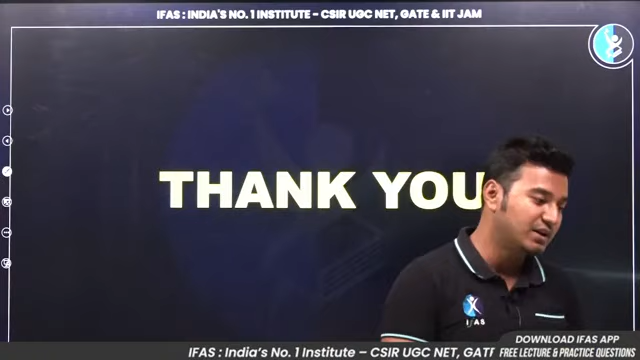 IFAS : INDIA'S NO. 1 INSTITUTE – CSIR UGC NET, GATE & IIT JAM
THANK YOU
IFAS
DOWNLOAD IFAS APP
IFAS : India's No. 1 Institute – CSIR UGC NET, GAT
FREE LECTURE & PRACTICE QUESTIONS